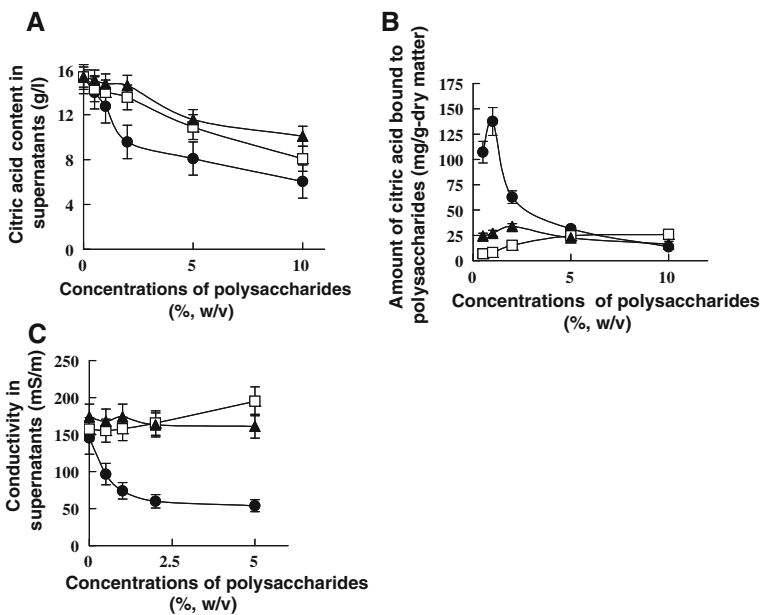 A
Citric acid content in
supernatants (g/l)
16
12
8
4
0
0
5
10
Concentrations of polysaccharides
(%, w/v)
B
Amount of citric acid bound to
polysaccharides (mg/g-dry matter)
175
150
125
100
75
50
25
0
0
5
10
Concentrations of polysaccharides
(%, w/v)
C
Conductivity in
supernatants (mS/m)
250
200
150
100
50
0
0
2.5
5
Concentrations of polysaccharides
(%, w/v)